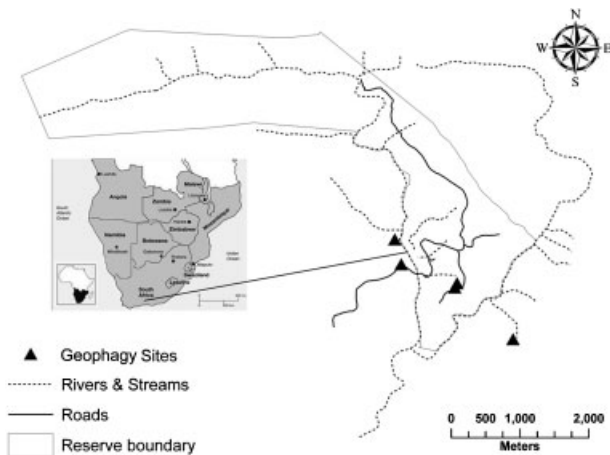 N
W E
S
Angola
Zambia
Malawi
Mozambique
Namibia
Zimbabwe
Botswana
Swaziland
Lesotho
South Africa
Geophagy Sites
Rivers & Streams
Roads
Reserve boundary
0 500 1,000 2,000
Meters